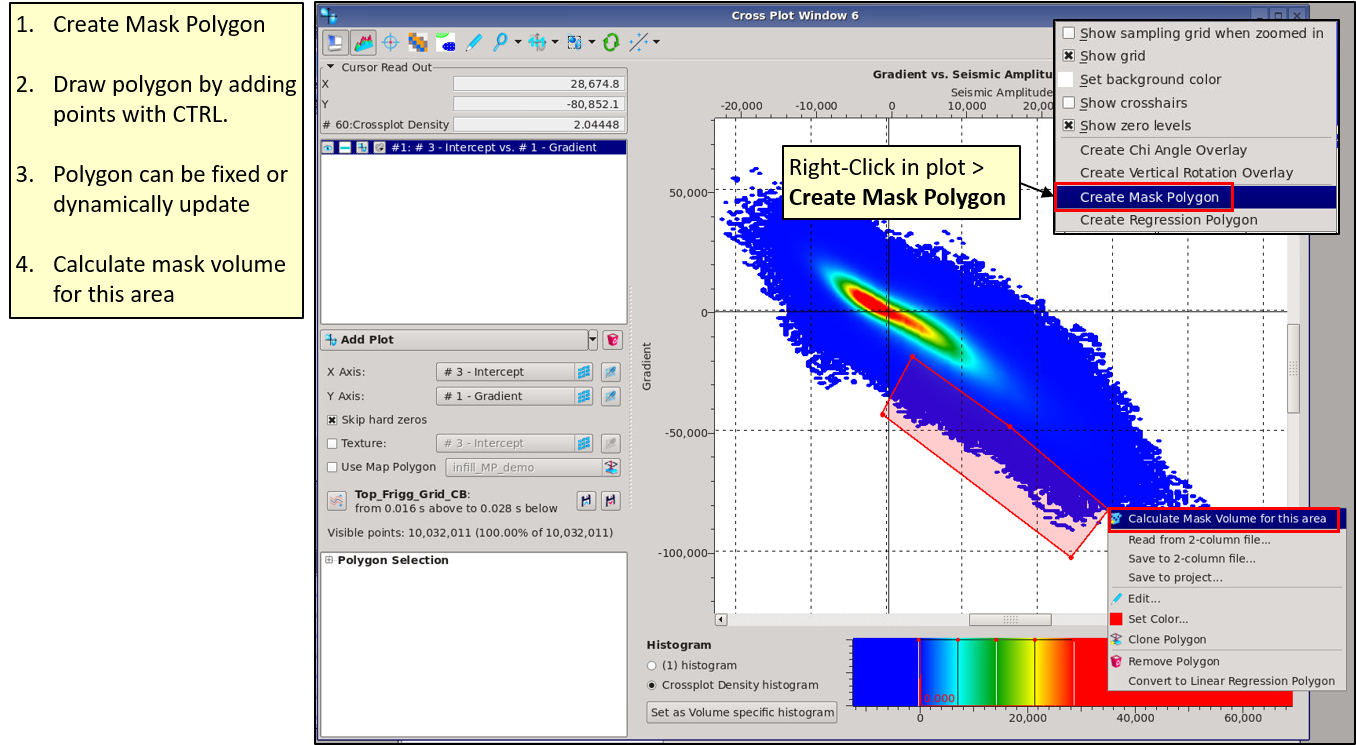 1. Create Mask Polygon
2. Draw polygon by adding
points with CTRL.
3. Polygon can be fixed or
dynamically update
4. Calculate mask volume
for this area
Cross Plot Window 6
Cursor Read Out
X 28,674.8
Y -80,852.1
# 60:Crossplot Density 2.04448
#1: # 3 - Intercept vs. # 1 - Gradient
Add Plot
X Axis: # 3 - Intercept
Y Axis: # 1 - Gradient
Skip hard zeros
Texture: # 3 - Intercept
Use Map Polygon infill_MP_demo
Top_Frigg_Grid_CB:
from 0.016 s above to 0.028 s below
Visible points: 10,032,011 (100.00% of 10,032,011)
Polygon Selection
Gradient vs. Seismic Amplitu
Seismic Amplitude
-20,000 -10,000 0 10,000 20,00
50,000
0
-50,000
-100,000
Gradient
Right-Click in plot >
Create Mask Polygon
Show sampling grid when zoomed in
Show grid
Set background color
Show crosshairs
Show zero levels
Create Chi Angle Overlay
Create Vertical Rotation Overlay
Create Mask Polygon
Create Regression Polygon
Calculate Mask Volume for this area
Read from 2-column file...
Save to 2-column file...
Save to project...
Edit...
Set Color...
Clone Polygon
Remove Polygon
Convert to Linear Regression Polygon
Histogram
(1) histogram
Crossplot Density histogram
Set as Volume specific histogram
0.000
0 20,000 40,000 60,000